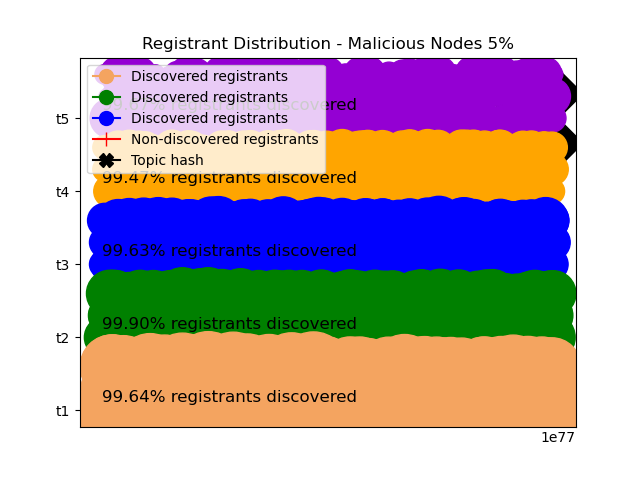 Registrant Distribution - Malicious Nodes 5%
Discovered registrants
Discovered registrants
Discovered registrants
Non-discovered registrants
Topic hash
t5
registrants discovered
t4
99.47% registrants discovered
t3
99.63% registrants discovered
t2
99.90% registrants discovered
t1
99.64% registrants discovered
1e77